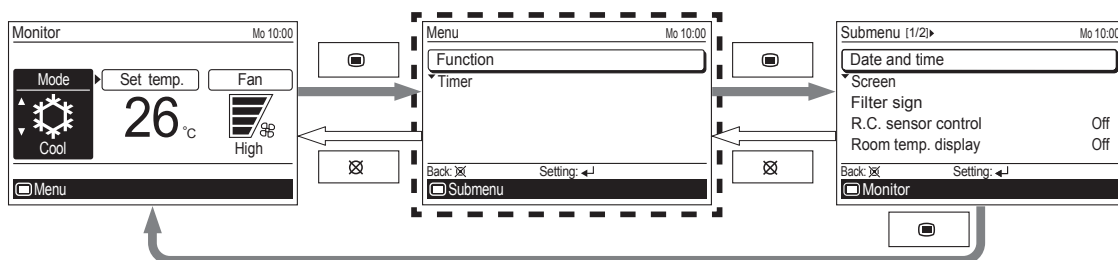 Monitor Mo 10:00
Mode Set temp. Fan
26 °C
Cool High
Menu
Menu Mo 10:00
Function
Timer
Back: Setting:
Submenu
Submenu [1/2] Mo 10:00
Date and time
Screen
Filter sign
R.C. sensor control Off
Room temp. display Off
Back: Setting:
Monitor